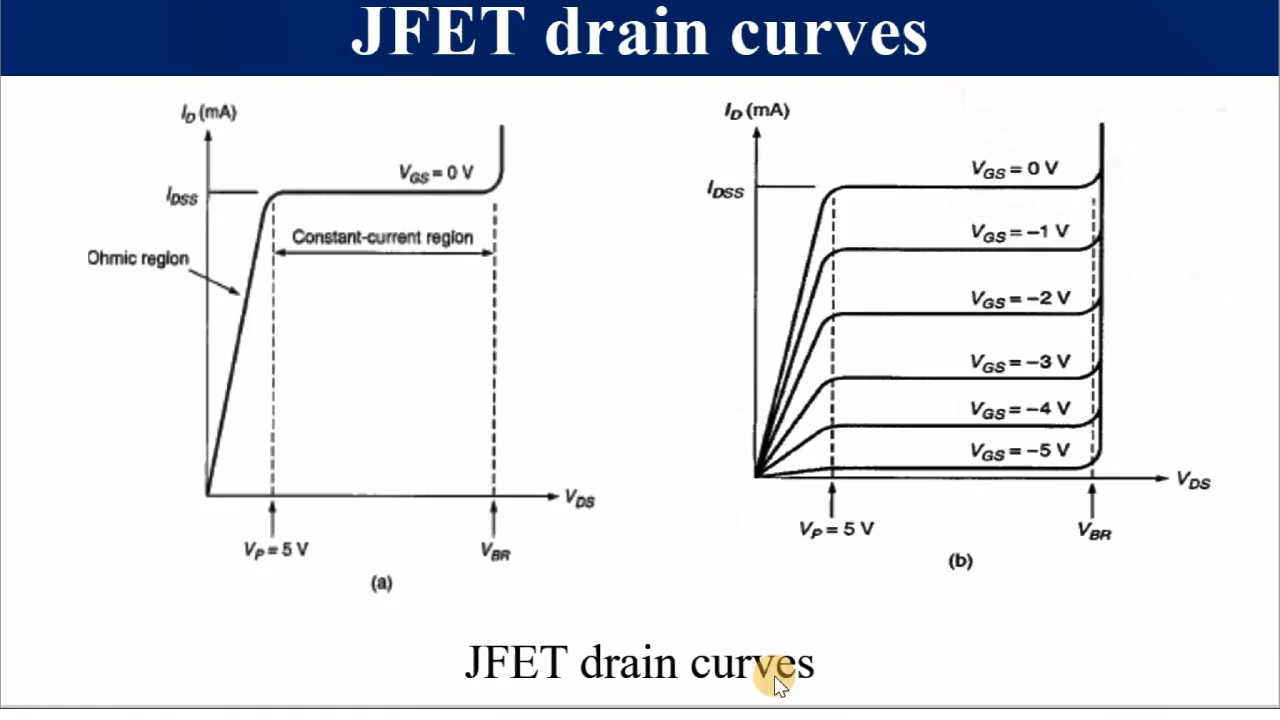 JFET drain curves
I_D (mA)
V_GS = 0 V
I_DSS
Constant-current region
Ohmic region
V_DS
V_P = 5 V
V_BR
(a)
I_D (mA)
V_GS = 0 V
I_DSS
V_GS = −1 V
V_GS = −2 V
V_GS = −3 V
V_GS = −4 V
V_GS = −5 V
V_DS
V_P = 5 V
V_BR
(b)
JFET drain curves